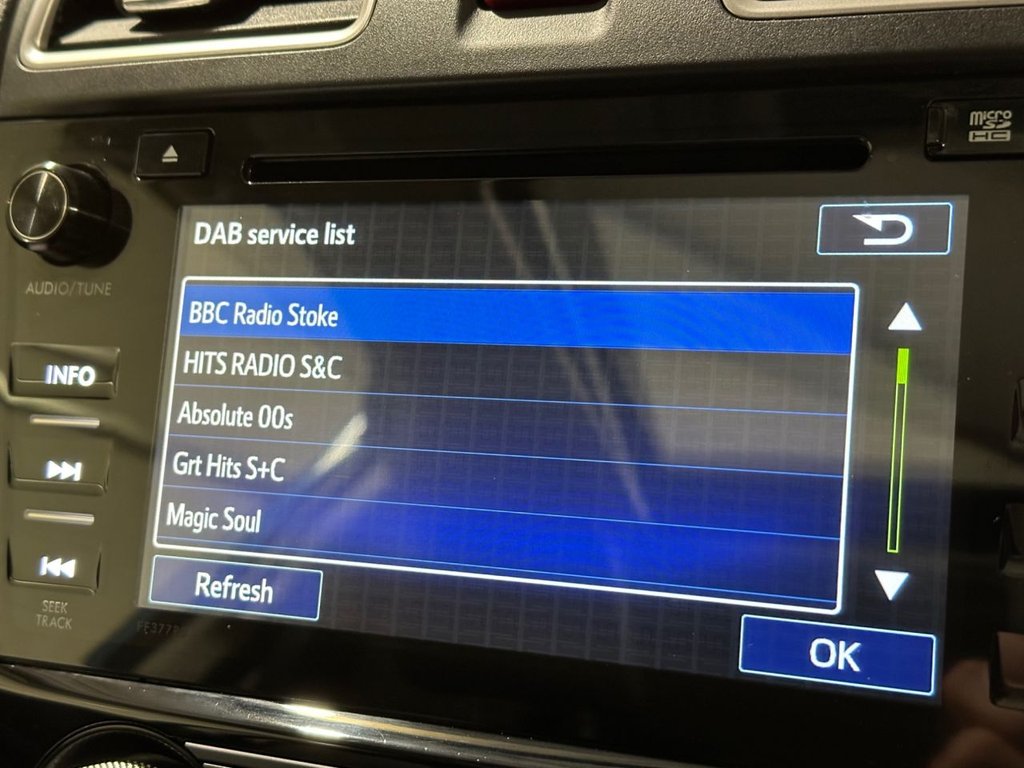 micro
SD
HC
DAB service list
AUDIO/TUNE
BBC Radio Stoke
HITS RADIO S&C
INFO
Absolute 00s
Grt Hits S+C
Magic Soul
Refresh
SEEK
TRACK
OK